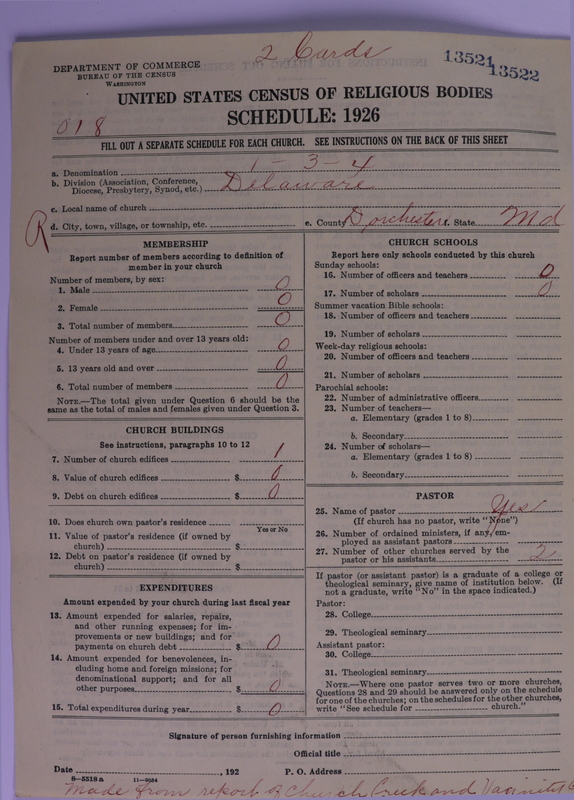 2 Cards
13521
13522
DEPARTMENT OF COMMERCE
BUREAU OF THE CENSUS
WASHINGTON
UNITED STATES CENSUS OF RELIGIOUS BODIES
SCHEDULE: 1926
018
FILL OUT A SEPARATE SCHEDULE FOR EACH CHURCH. SEE INSTRUCTIONS ON THE BACK OF THIS SHEET
a. Denomination 1-3-4
b. Division (Association, Conference, Diocese, Presbytery, Synod, etc.) Delaware
c. Local name of church
d. City, town, village, or township, etc. e. County Dorchester f. State Md
R
MEMBERSHIP
Report number of members according to definition of
member in your church
Number of members, by sex:
1. Male 0
2. Female 0
3. Total number of members 0
Number of members under and over 13 years old:
4. Under 13 years of age 0
5. 13 years old and over 0
6. Total number of members 0
NOTE.—The total given under Question 6 should be
same as the total of males and females given under Question 3.
CHURCH BUILDINGS
See instructions, paragraphs 10 to 12
7. Number of church edifices 1
8. Value of church edifices $ 0
9. Debt on church edifices $ 0
10. Does church own pastor's residence
Yes or No
11. Value of pastor's residence (if owned by
church) $
12. Debt on pastor's residence (if owned by
church) $
EXPENDITURES
Amount expended by your church during last fiscal year
13. Amount expended for salaries, repairs,
and other running expenses; for im-
provements or new buildings; and for
payments on church debt $ 0
14. Amount expended for benevolences, in-
cluding home and foreign missions; for
denominational support; and for all
other purposes $ 0
15. Total expenditures during year $ 0
CHURCH SCHOOLS
Report here only schools conducted by this church
Sunday schools:
16. Number of officers and teachers 0
17. Number of scholars 0
Summer vacation Bible schools:
18. Number of officers and teachers
19. Number of scholars
Week-day religious schools:
20. Number of officers and teachers
21. Number of scholars
Parochial schools:
22. Number of administrative officers
23. Number of teachers—
a. Elementary (grades 1 to 8)
b. Secondary
24. Number of scholars—
a. Elementary (grades 1 to 8)
b. Secondary
PASTOR
25. Name of pastor Yes
(If church has no pastor, write "None")
26. Number of ordained ministers, if any, em-
ployed as assistant pastors
27. Number of other churches served by the
pastor or his assistants 2
If pastor (or assistant pastor) is a graduate of a college or
theological seminary, give name of institution below. (If
not a graduate, write "No" in the space indicated.)
Pastor:
28. College
29. Theological seminary
Assistant pastor:
30. College
31. Theological seminary
NOTE.—Where one pastor serves two or more churches,
Questions 28 and 29 should be answered only on the schedule
for one of the churches; on the schedules for the other churches,
write "See schedule for church."
Signature of person furnishing information
Official title
Date , 192 P. O. Address
8-5318a 11-9084
Made from report of Church Creek and